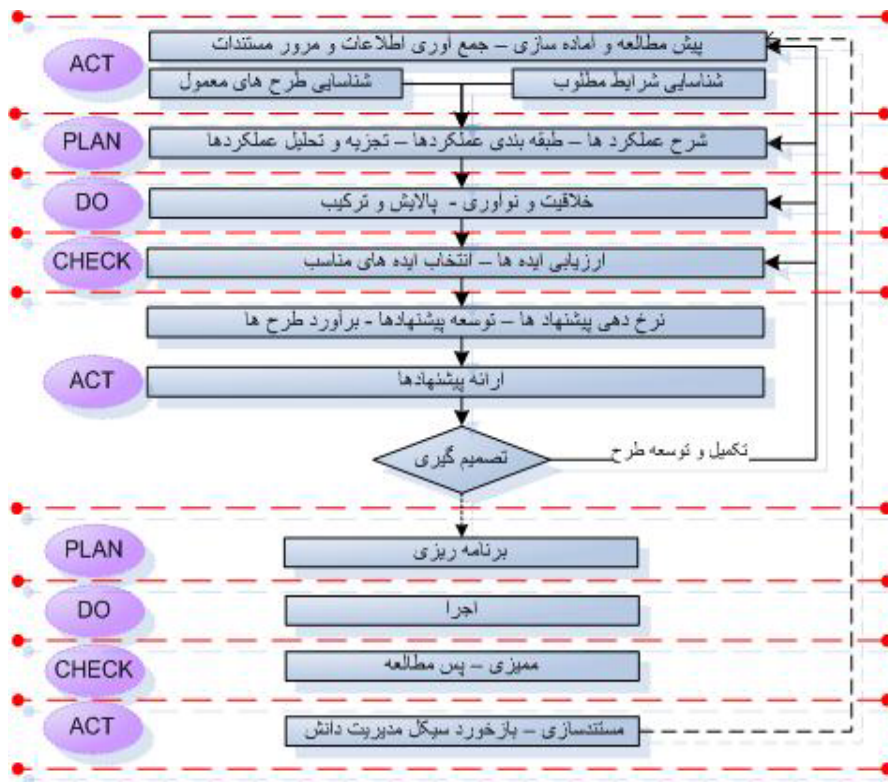 پیش مطالعه و آماده سازی – جمع آوری اطلاعات و مرور مستندات
ACT
شناسایی شرایط مطلوب
شناسایی طرح های معمول
PLAN
شرح عملکرد ها – طبقه بندی عملکردها – تجزیه و تحلیل عملکردها
DO
خلاقیت و نوآوری - پالایش و ترکیب
CHECK
ارزیابی ایده ها – انتخاب ایده های مناسب
نرخ دهی پیشنهاد ها – توسعه پیشنهادها - برآورد طرح ها
ACT
ارائه پیشنهادها
تصمیم گیری
تکمیل و توسعه طرح
PLAN
برنامه ریزی
DO
اجرا
CHECK
ممیزی – پس مطالعه
ACT
مستندسازی – بازخورد سیکل مدیریت دانش